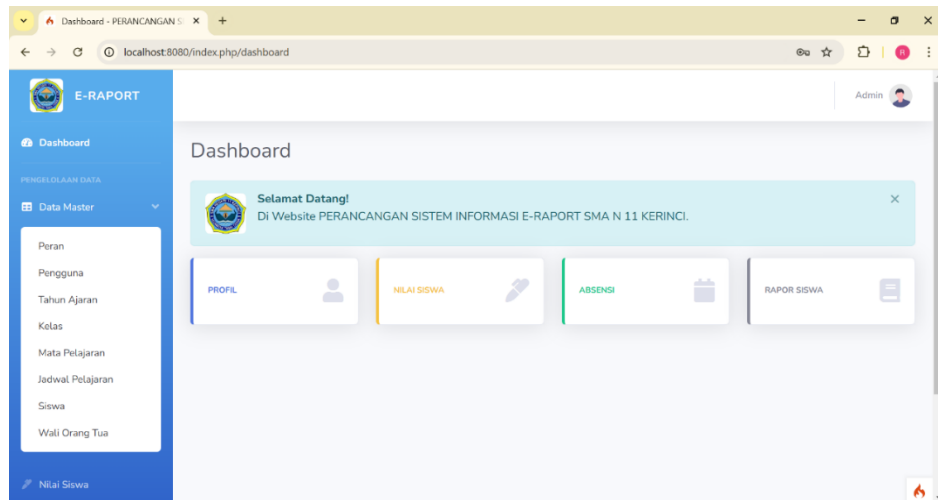 Dashboard - PERANCANGAN S
localhost:8080/index.php/dashboard
R
E-RAPORT
Admin
Dashboard
Dashboard
PENGELOLAAN DATA
Data Master
Selamat Datang!
Di Website PERANCANGAN SISTEM INFORMASI E-RAPORT SMA N 11 KERINCI.
Peran
Pengguna
Tahun Ajaran
Kelas
Mata Pelajaran
Jadwal Pelajaran
Siswa
Wali Orang Tua
PROFIL
NILAI SISWA
ABSENSI
RAPOR SISWA
Nilai Siswa